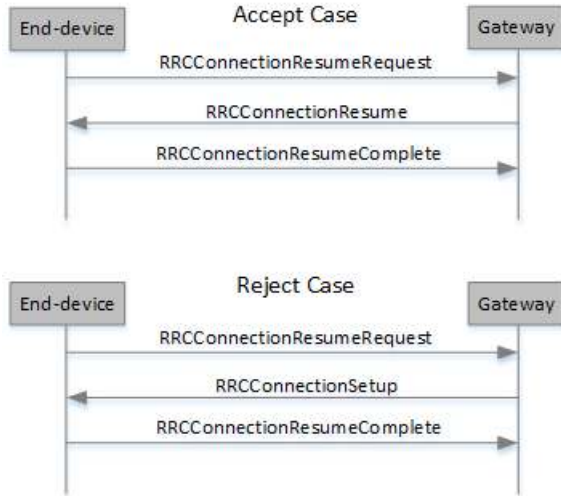 Accept Case
End-device
Gateway
RRCConnectionResumeRequest
RRCConnectionResume
RRCConnectionResumeComplete
Reject Case
End-device
Gateway
RRCConnectionResumeRequest
RRCConnectionSetup
RRCConnectionResumeComplete